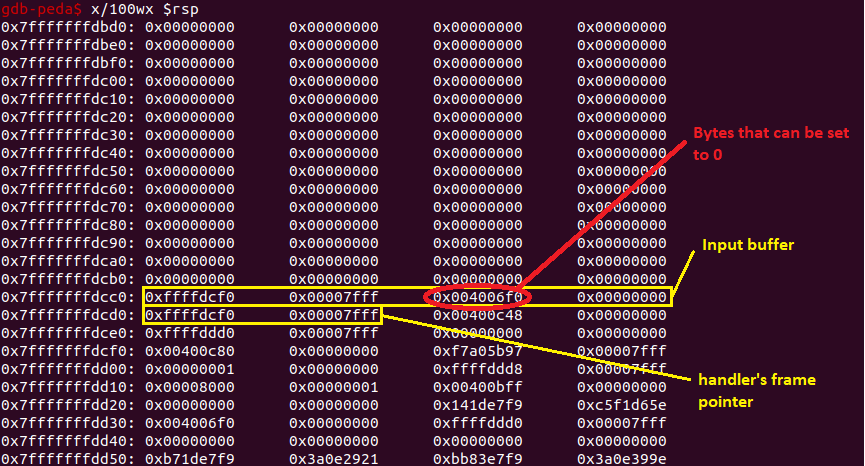 gdb-peda$ x/100wx $rsp
0x7fffffffdbd0: 0x00000000 0x00000000 0x00000000 0x00000000
0x7fffffffdbe0: 0x00000000 0x00000000 0x00000000 0x00000000
0x7fffffffdbf0: 0x00000000 0x00000000 0x00000000 0x00000000
0x7fffffffdc00: 0x00000000 0x00000000 0x00000000 0x00000000
0x7fffffffdc10: 0x00000000 0x00000000 0x00000000 0x00000000
0x7fffffffdc20: 0x00000000 0x00000000 0x00000000 0x00000000
0x7fffffffdc30: 0x00000000 0x00000000 0x00000000 0x00000000
0x7fffffffdc40: 0x00000000 0x00000000 0x00000000 0x00000000
0x7fffffffdc50: 0x00000000 0x00000000 0x00000000 0x00000000
0x7fffffffdc60: 0x00000000 0x00000000 0x00000000 0x00000000
0x7fffffffdc70: 0x00000000 0x00000000 0x00000000 0x00000000
0x7fffffffdc80: 0x00000000 0x00000000 0x00000000 0x00000000
0x7fffffffdc90: 0x00000000 0x00000000 0x00000000 0x00000000
0x7fffffffdca0: 0x00000000 0x00000000 0x00000000 0x00000000
0x7fffffffdcb0: 0x00000000 0x00000000 0x00000000 0x00000000
0x7fffffffdcc0: 0xffffdcf0 0x00007fff 0x004006f0 0x00000000
0x7fffffffdcd0: 0xffffdcf0 0x00007fff 0x00400c48 0x00000000
0x7fffffffdce0: 0xffffddd0 0x00007fff 0x00000000 0x00000000
0x7fffffffdcf0: 0x00400c80 0x00000000 0xf7a05b97 0x00007fff
0x7fffffffdd00: 0x00000001 0x00000000 0xffffddd8 0x00007fff
0x7fffffffdd10: 0x00008000 0x00000001 0x00400bff 0x00000000
0x7fffffffdd20: 0x00000000 0x00000000 0x141de7f9 0xc5f1d65e
0x7fffffffdd30: 0x004006f0 0x00000000 0xffffddd0 0x00007fff
0x7fffffffdd40: 0x00000000 0x00000000 0x00000000 0x00000000
0x7fffffffdd50: 0xb71de7f9 0x3a0e2921 0xbb83e7f9 0x3a0e399e
Bytes that can be set
to 0
Input buffer
handler's frame
pointer